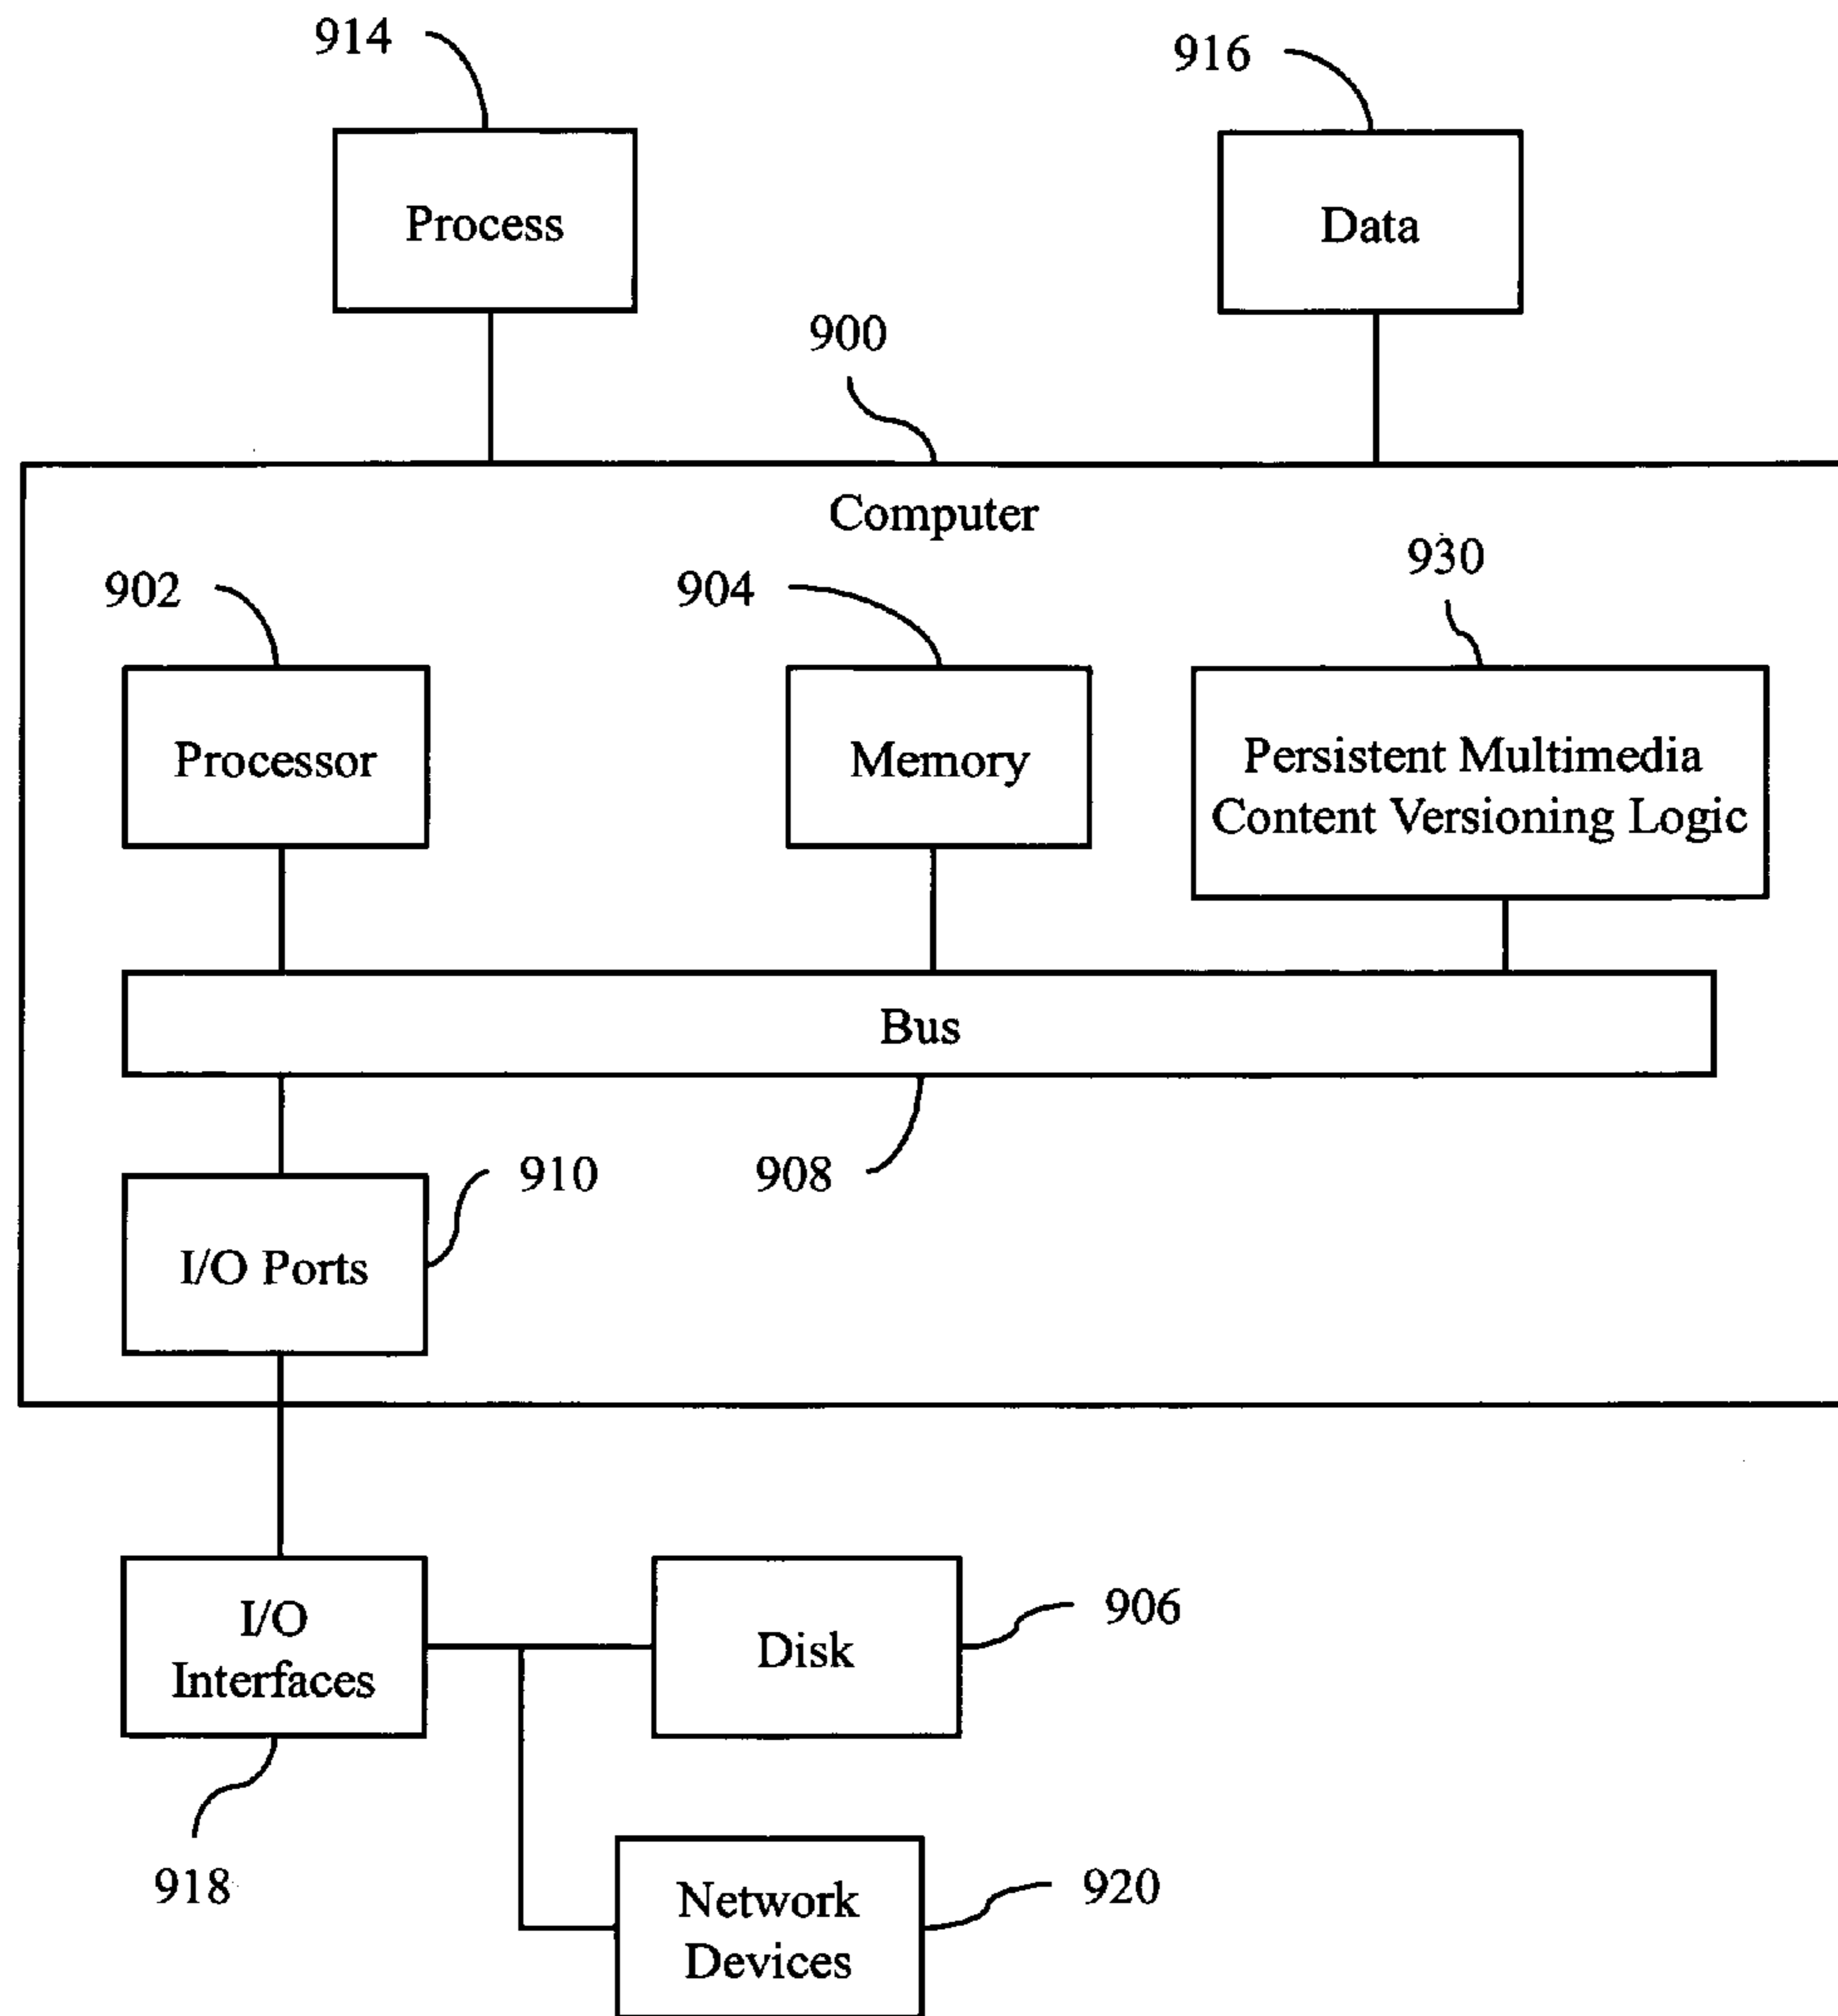 914
916
Process
Data
900
Computer
902
904
930
Processor
Memory
Persistent Multimedia
Content Versioning Logic
Bus
910
908
I/O Ports
I/O
Interfaces
Disk
906
918
Network
Devices
920